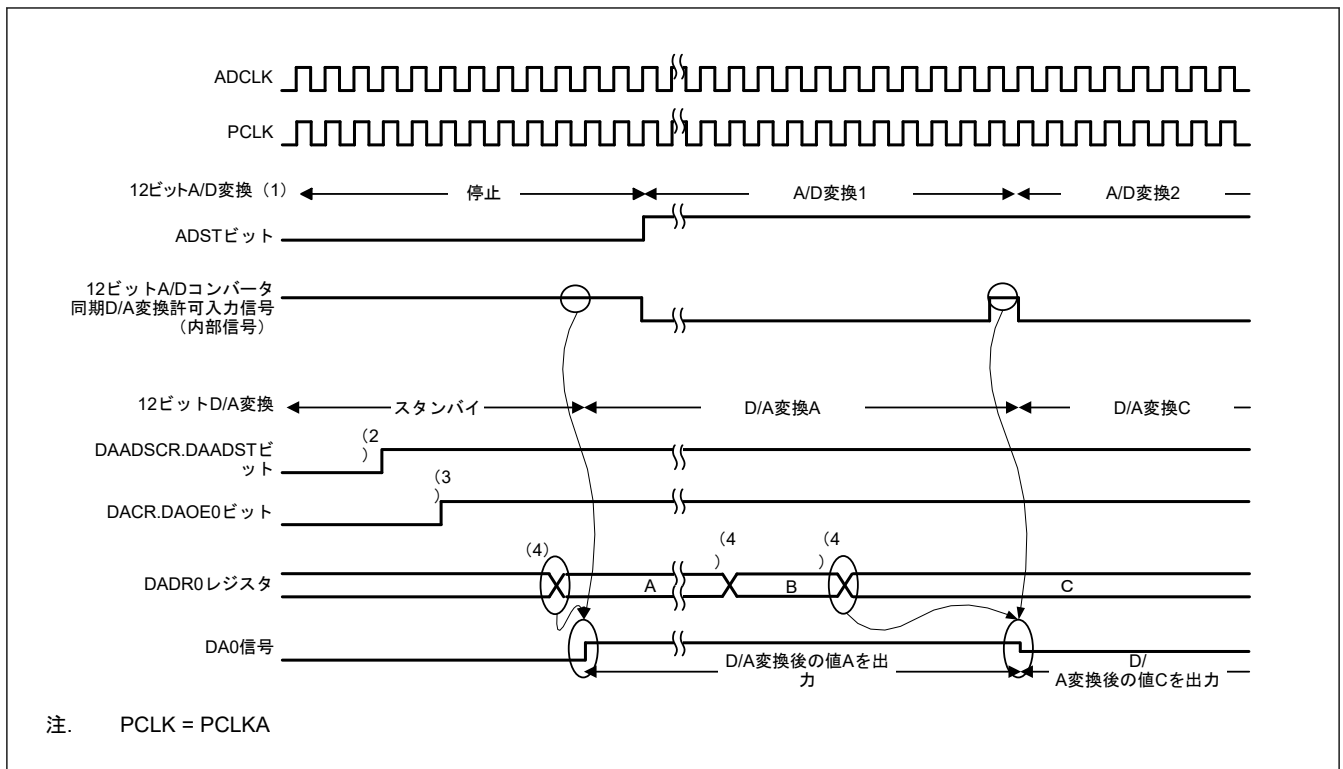 ADCLK
PCLK
12ビットA/D変換（1）
停止
A/D変換1
A/D変換2
ADSTビット
12ビットA/Dコンバータ
同期D/A変換許可入力信号
（内部信号）
12ビットD/A変換
スタンバイ
D/A変換A
D/A変換C
DAADSCR.DAADSTビ
ット
（2
）
DACR.DAOE0ビット
（3
）
（4）
（4
）
（4
）
DADR0レジスタ
A
B
C
DA0信号
D/A変換後の値Aを出
力
D/
A変換後の値Cを出力
注. PCLK = PCLKA